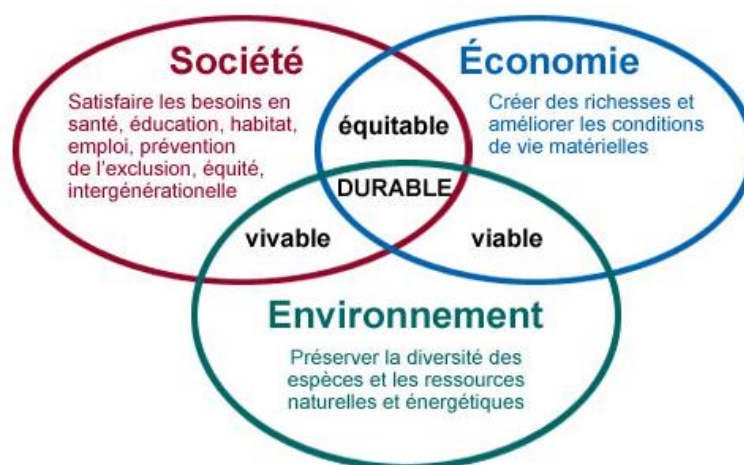 Société
Satisfaire les besoins en
santé, éducation, habitat,
emploi, prévention
de l'exclusion, équité,
intergénérationelle
Économie
Créer des richesses et
améliorer les conditions
de vie matérielles
équitable
DURABLE
vivable
viable
Environnement
Préserver la diversité des
espèces et les ressources
naturelles et énergétiques